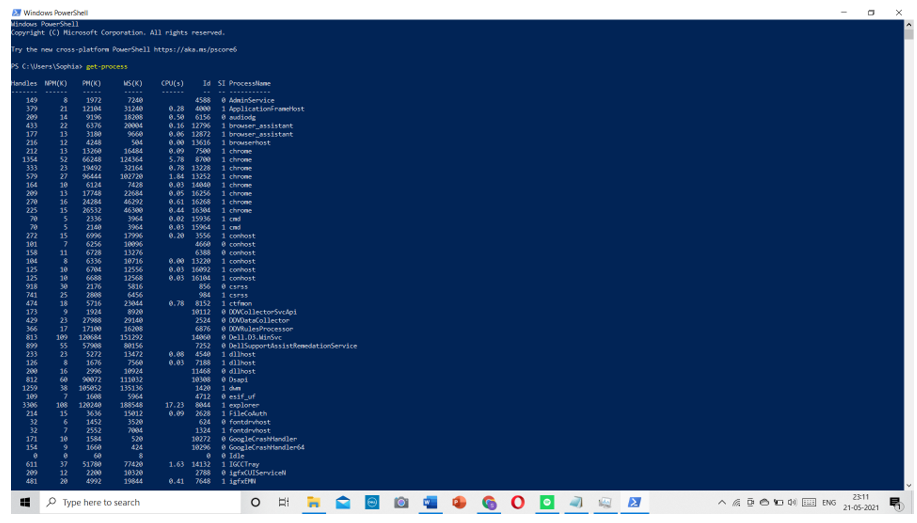 Windows PowerShell
Windows PowerShell
Copyright (C) Microsoft Corporation. All rights reserved.
Try the new cross-platform PowerShell https://aka.ms/pscore6
PS C:\Users\Sophia> get-process
Handles NPM(K) PM(K) WS(K) CPU(s) Id SI ProcessName
------- ------ ----- ----- ------ -- -- -----------
149 8 1972 7240 4588 0 AdminService
379 21 12104 31240 0.28 4000 1 ApplicationFrameHost
209 14 9196 18208 0.50 6156 0 audiodg
433 22 6376 20004 0.16 12796 1 browser_assistant
177 13 3180 9660 0.06 12872 1 browser_assistant
216 12 4248 504 0.00 13616 1 browserhost
212 13 13260 16484 0.09 7500 1 chrome
1354 52 66248 124364 5.78 8700 1 chrome
333 23 19492 32164 0.78 13228 1 chrome
579 27 96444 102720 1.84 13252 1 chrome
164 10 6124 7428 0.03 14040 1 chrome
209 13 17748 22684 0.05 16256 1 chrome
270 16 24284 46292 0.61 16268 1 chrome
225 15 26532 46300 0.44 16304 1 chrome
70 5 2336 3964 0.02 15936 1 cmd
70 5 2140 3964 0.03 15964 1 cmd
272 15 6996 17996 0.20 3556 1 conhost
101 7 6256 10096 4660 0 conhost
158 11 6728 13276 6388 0 conhost
104 8 6336 10716 0.00 13220 1 conhost
125 10 6704 12556 0.03 16092 1 conhost
125 10 6688 12568 0.03 16104 1 conhost
918 30 2176 5816 856 0 csrss
741 25 2808 6456 984 1 csrss
474 18 5716 23044 0.78 8152 1 ctfmon
173 9 1924 8920 10112 0 DDVCollectorSvcApi
429 23 27988 29140 2524 0 DDVDataCollector
366 17 17100 16208 6876 0 DDVRulesProcessor
813 109 120684 151292 14060 0 Dell.D3.WinSvc
899 55 57908 80156 7252 0 DellSupportAssistRemedationService
233 23 5272 13472 0.08 4540 1 dllhost
126 8 1676 7560 0.03 7188 1 dllhost
200 16 2996 10924 11468 0 dllhost
812 60 90072 111032 10308 0 Dsapi
1259 38 105052 135136 1420 1 dwm
109 7 1608 5964 4712 0 esif_uf
3306 108 120240 188548 17.23 8044 1 explorer
214 15 3636 15012 0.09 2628 1 FileCoAuth
32 6 1452 3520 624 0 fontdrvhost
32 7 2552 7004 1324 1 fontdrvhost
171 10 1584 520 10272 0 GoogleCrashHandler
154 9 1660 424 10296 0 GoogleCrashHandler64
0 0 60 8 0 0 Idle
611 37 51780 77420 1.63 14132 1 IGCCTray
209 12 2200 10320 2788 0 igfxCUIServiceN
481 20 4992 19844 0.41 7648 1 igfxEMN
Type here to search
ENG
23:11
21-05-2021